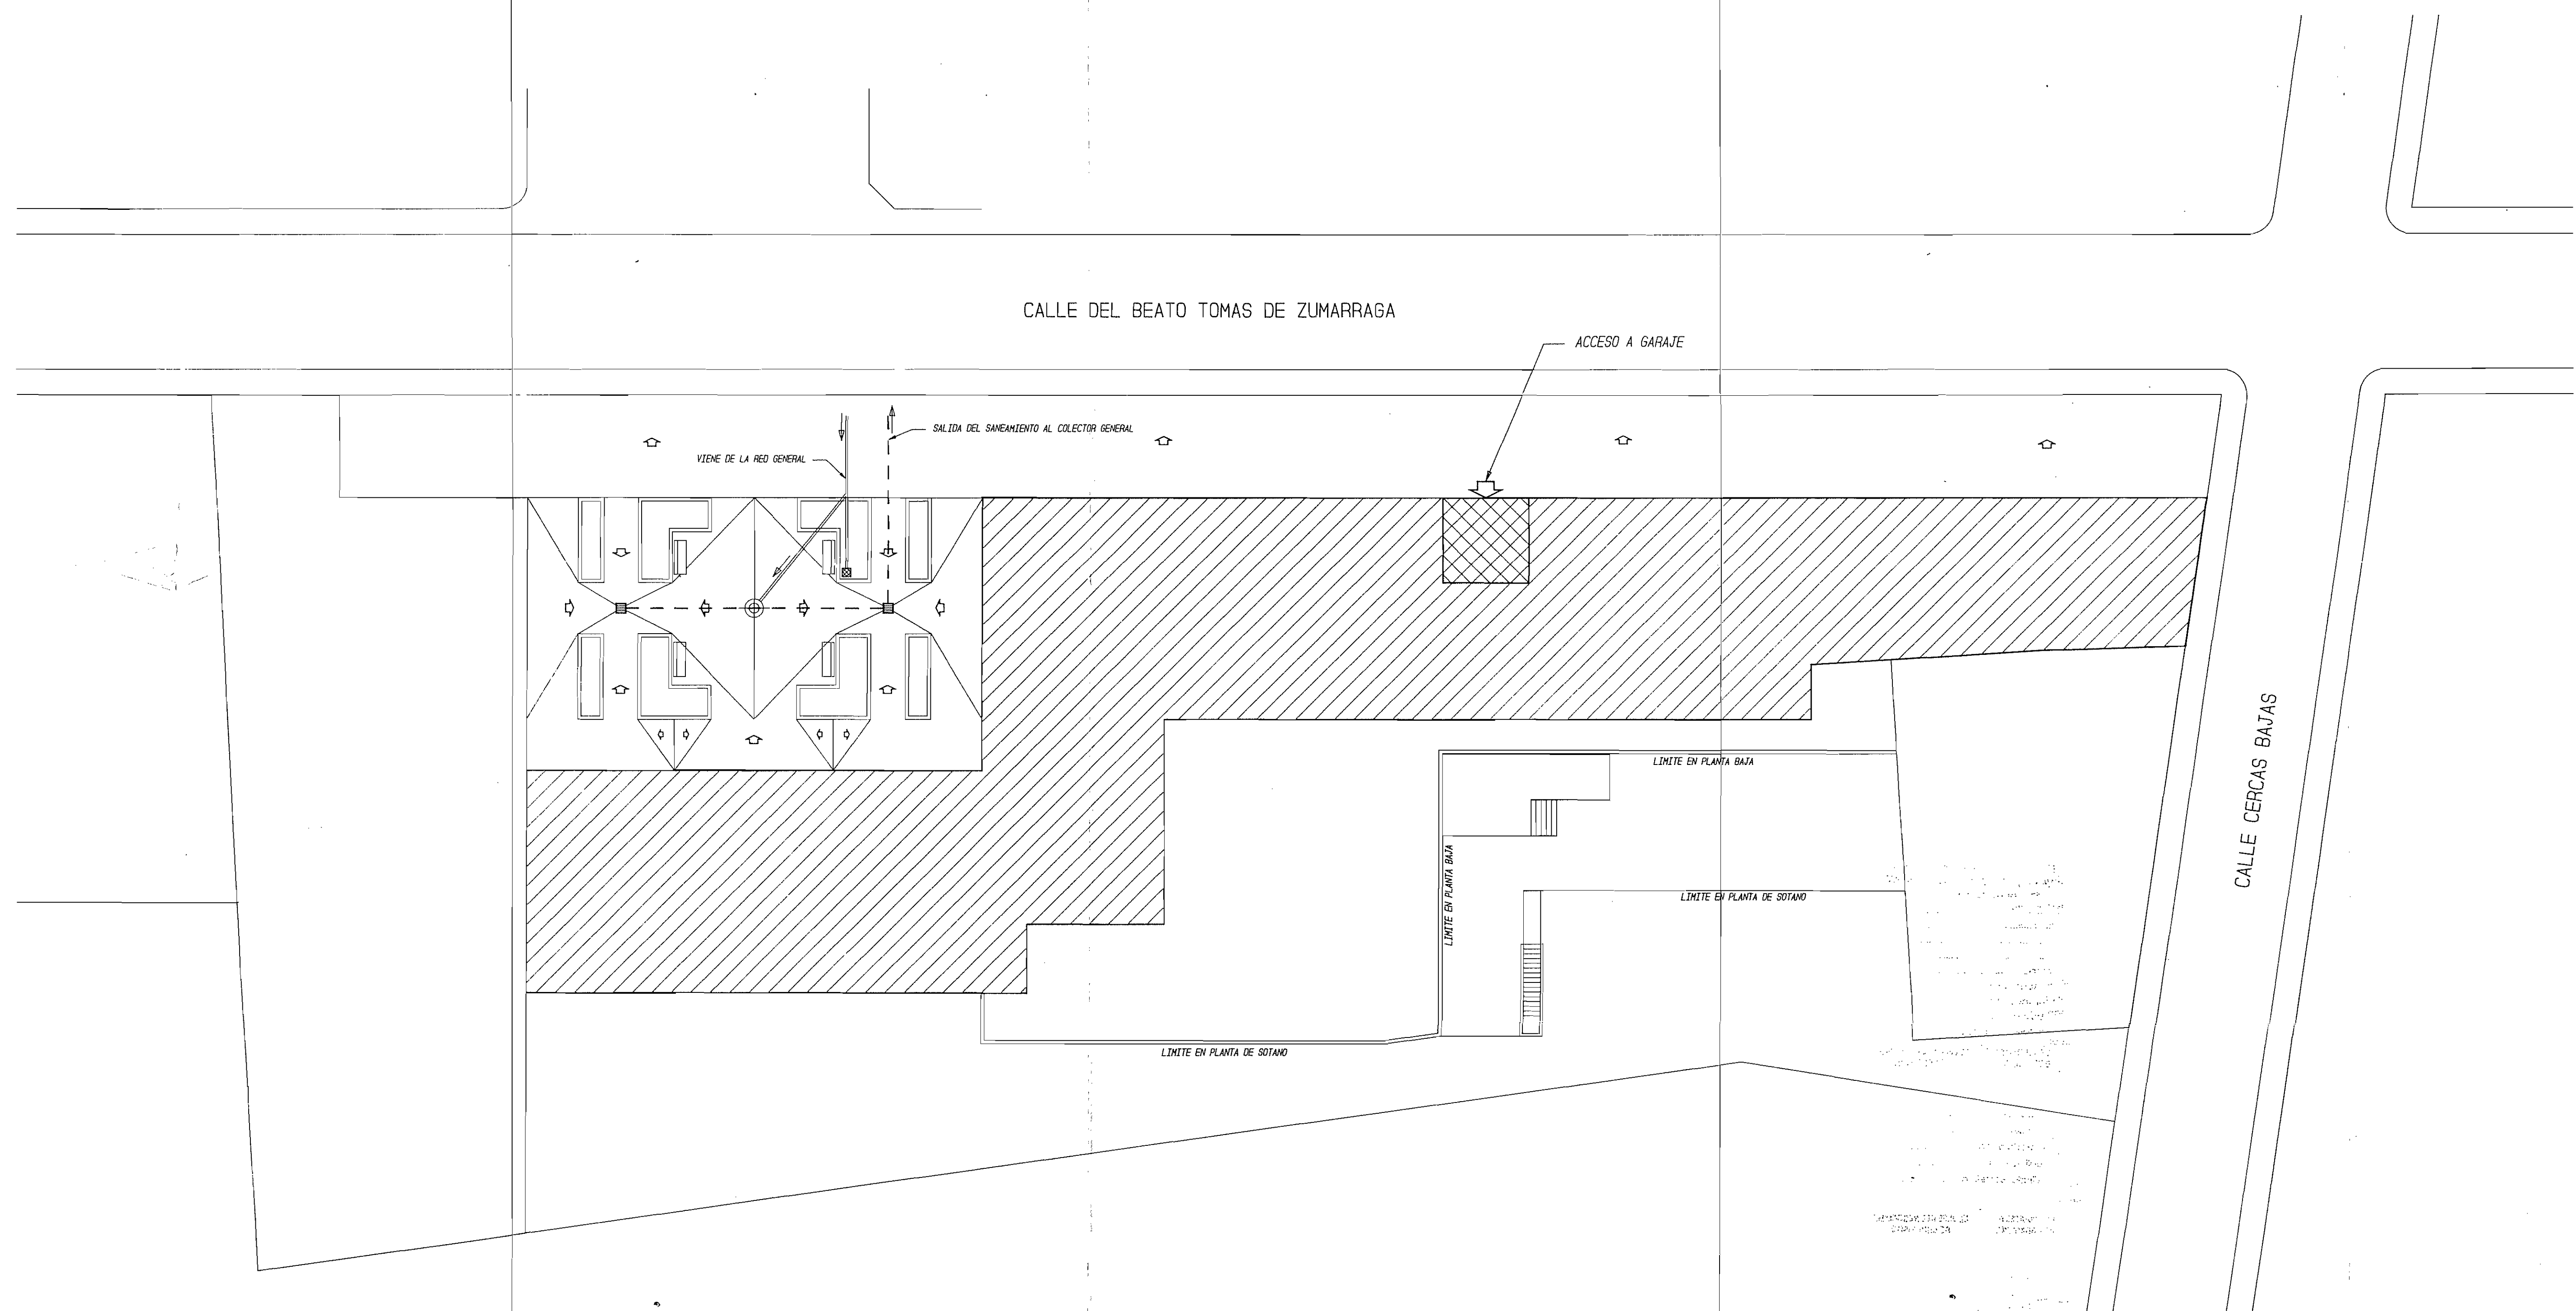 CALLE DEL BEATO TOMAS DE ZUMARRAGA
ACCESO A GARAJE
SALIDA DEL SANEAMIENTO AL COLECTOR GENERAL
VIENE DE LA RED GENERAL
LIMITE EN PLANTA BAJA
LIMITE EN PLANTA BAJA
LIMITE EN PLANTA DE SOTANO
CALLE CERCAS BAJAS
LIMITE EN PLANTA DE SOTANO